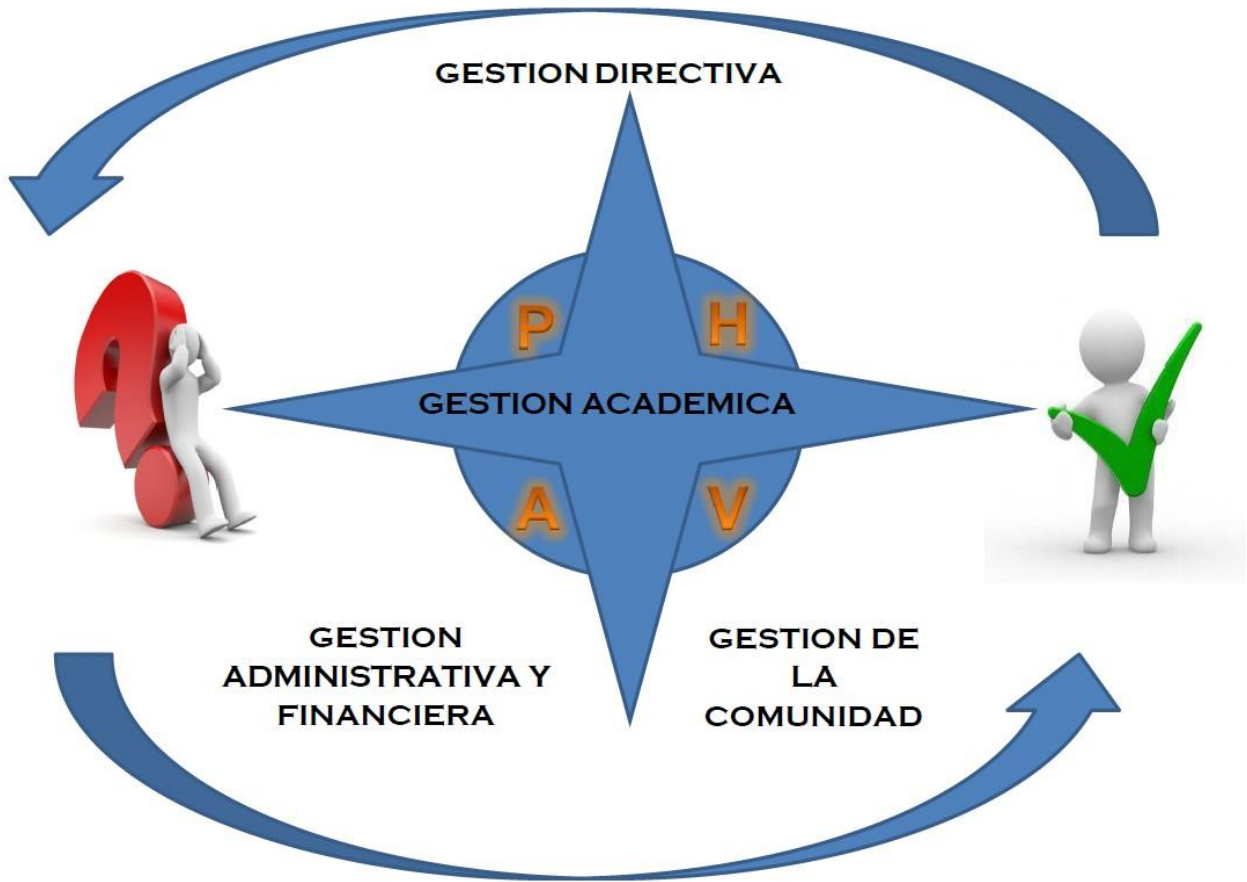 GESTION DIRECTIVA
P
H
GESTION ACADEMICA
A
V
GESTION
ADMINISTRATIVA Y
FINANCIERA
GESTION DE
LA
COMUNIDAD